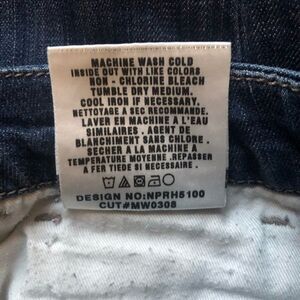 MACHINE WASH COLD
INSIDE OUT WITH LIKE COLORS
NON - CHLORINE BLEACH
TUMBLE DRY MEDIUM.
COOL IRON IF NECESSARY.
NETTOYAGE A SEC RECOMMANDE.
LAVER A LA MACHINE A L'EAU
SIMILAIRES . AGENT DE
BLANCHIMENT SANS CHLORE .
SECHER A LA MACHINE A
TEMPERATURE MOYENNE .REPASSER
A FER TIEDE SI NECESSAIRE .
DESIGN NO:NPRH5100
CUT#MW0308